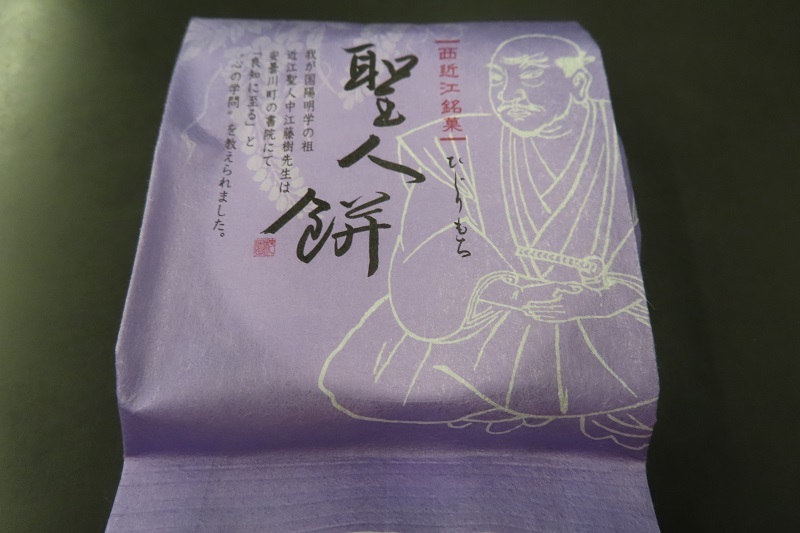 西近江銘菓
ひじりもち
聖人餅
我が国陽明学の祖
近江聖人中江藤樹先生は
安曇川町の書院にて
「良知に至る」と
〝心の学問〟を教えられました。